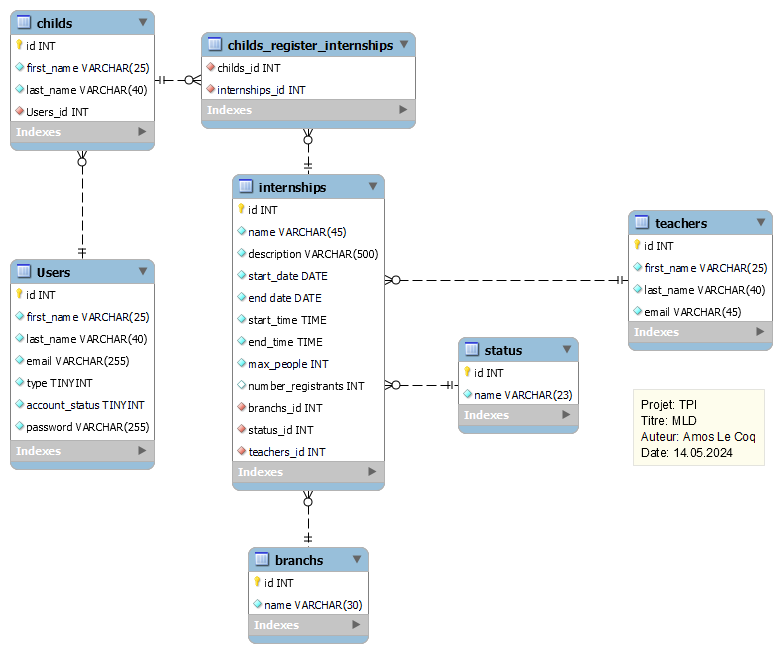 childs
id INT
first_name VARCHAR(25)
last_name VARCHAR(40)
Users_id INT
Indexes
childs_register_internships
childs_id INT
internships_id INT
Indexes
internships
id INT
name VARCHAR(45)
description VARCHAR(500)
start_date DATE
end date DATE
start_time TIME
end_time TIME
max_people INT
number_registrants INT
branchs_id INT
status_id INT
teachers_id INT
Indexes
teachers
id INT
first_name VARCHAR(25)
last_name VARCHAR(40)
email VARCHAR(45)
Indexes
Users
id INT
first_name VARCHAR(25)
last_name VARCHAR(40)
email VARCHAR(255)
type TINYINT
account_status TINYINT
password VARCHAR(255)
Indexes
status
id INT
name VARCHAR(23)
Indexes
Projet: TPI
Titre: MLD
Auteur: Amos Le Coq
Date: 14.05.2024
branchs
id INT
name VARCHAR(30)
Indexes